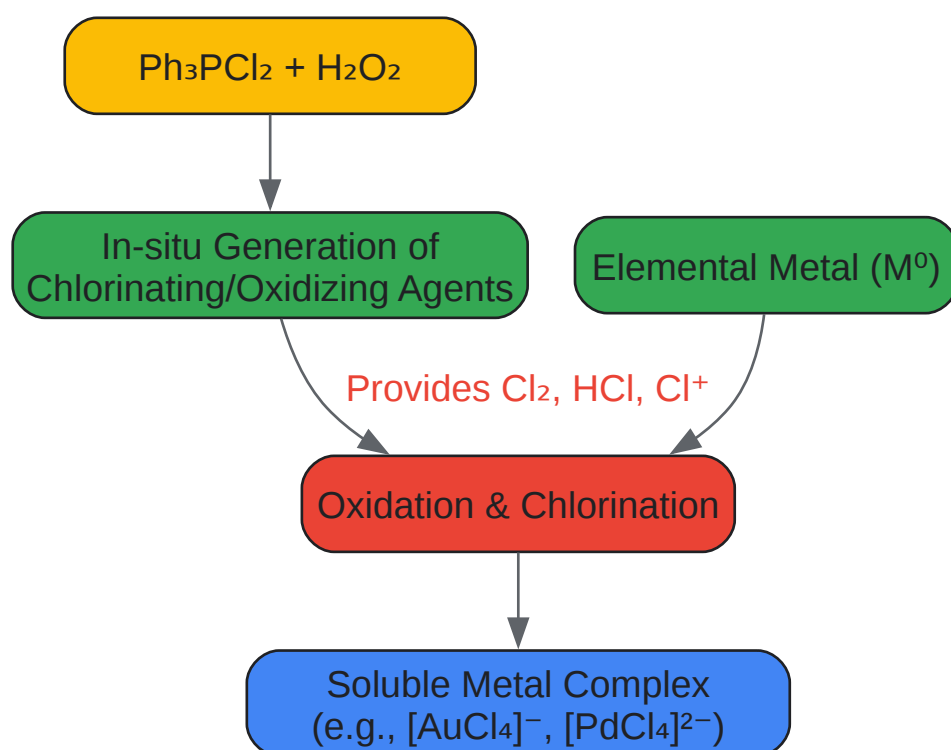 Ph₃PCl₂ + H₂O₂
In-situ Generation of
Chlorinating/Oxidizing Agents
Elemental Metal (M⁰)
Provides Cl₂, HCl, Cl⁺
Oxidation & Chlorination
Soluble Metal Complex
(e.g., [AuCl₄]⁻, [PdCl₄]²⁻)